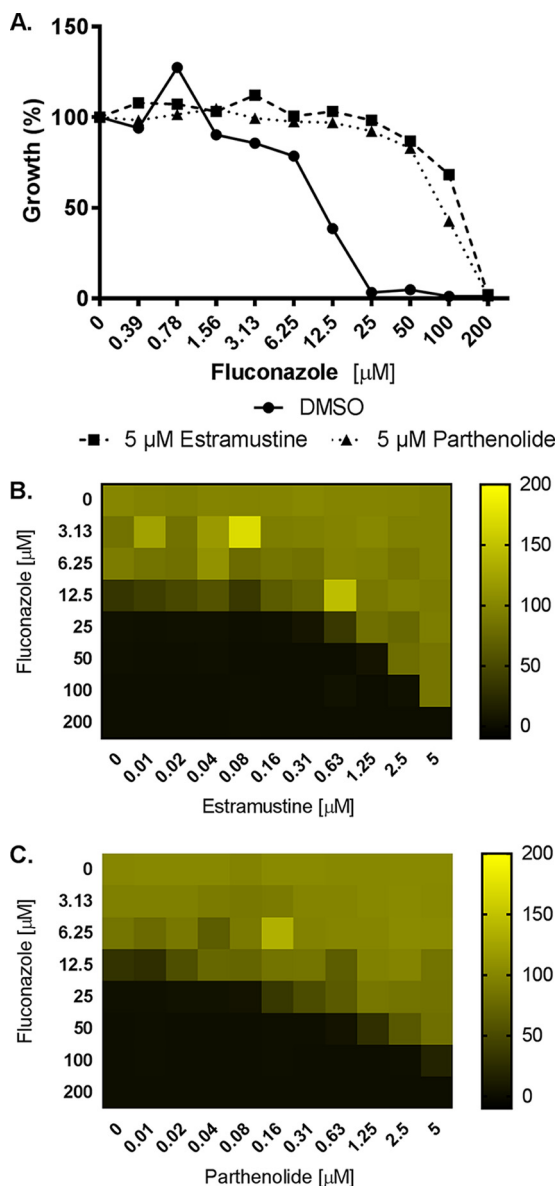 A.
150
100
50
0
Growth (%)
0 0.39 0.78 1.56 3.13 6.25 12.5 25 50 100 200
Fluconazole [µM]
DMSO
5 µM Estramustine 5 µM Parthenolide
B.
Fluconazole [µM]
0
3.13
6.25
12.5
25
50
100
200
0 0.01 0.02 0.04 0.08 0.16 0.31 0.63 1.25 2.5 5
Estramustine [µM]
200
150
100
50
0
C.
Fluconazole [µM]
0
3.13
6.25
12.5
25
50
100
200
0 0.01 0.02 0.04 0.08 0.16 0.31 0.63 1.25 2.5 5
Parthenolide [µM]
200
150
100
50
0